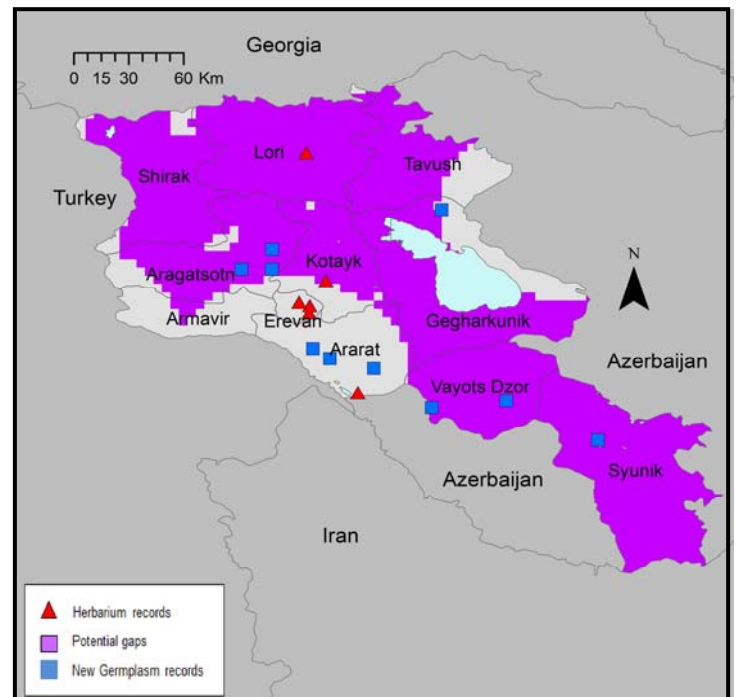 Georgia
0 15 30 60 Km
Lori
Tavush
Shirak
Turkey
N
Kotayk
Aragatsotn
Armavir
Erevan
Gegharkunik
Ararat
Azerbaijan
Vayots Dzor
Syunik
Azerbaijan
Iran
Herbarium records
Potential gaps
New Germplasm records